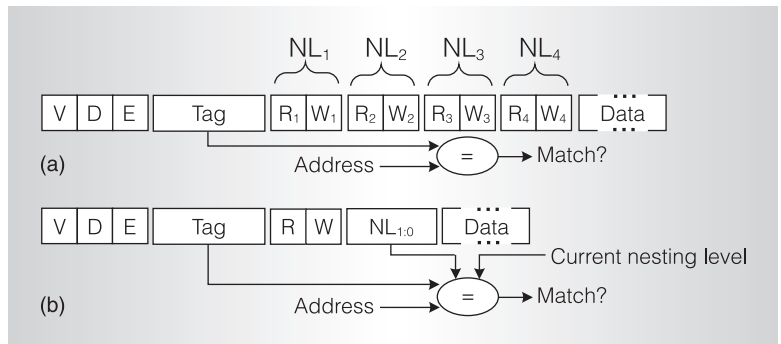 NL₁ NL₂ NL₃ NL₄
V D E Tag R₁ W₁ R₂ W₂ R₃ W₃ R₄ W₄ Data
(a) Address = Match?
V D E Tag R W NL₁:₀ Data
Current nesting level
(b) Address = Match?